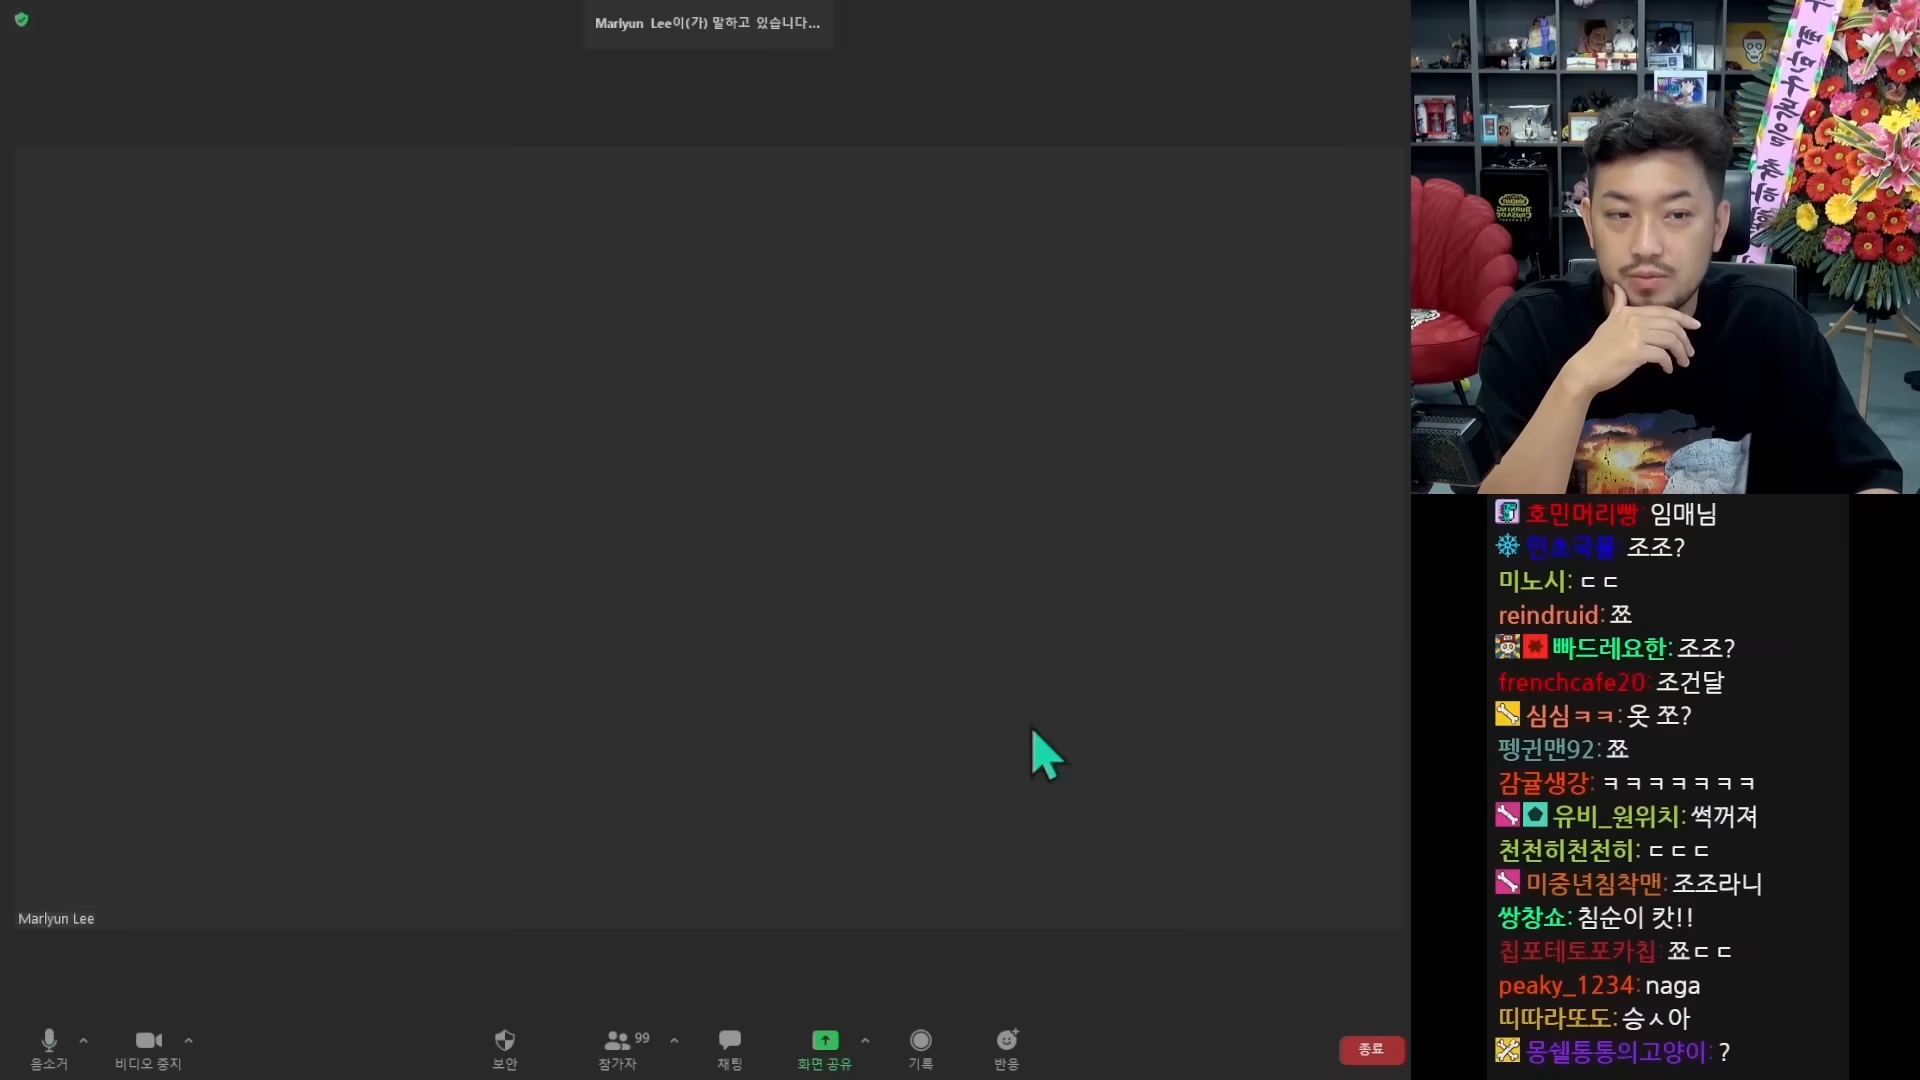 Marlyun Lee이(가) 말하고 있습니다...
Marlyun Lee
음소거
비디오 중지
보안
99
참가자
채팅
화면 공유
기록
반응
종료
BURNING CRUSADE
호민머리빵: 임매님
민초국물: 조조?
미노시: ㄷㄷ
reindruid: 쬬
빠드레요한: 조조?
frenchcafe20: 조건달
심심ㅋㅋ: 옷 쪼?
펭귄맨92: 쬬
감귤생강: ㅋㅋㅋㅋㅋㅋㅋ
유비_원위치: 썩꺼져
천천히천천히: ㄷㄷㄷ
미중년침착맨: 조조라니
쌍창쇼: 침순이 캇!!
칩포테토포카칩: 쬬ㄷㄷ
peaky_1234: naga
띠따라또도: 승ㅅ아
몽쉘통통의고양이: ?